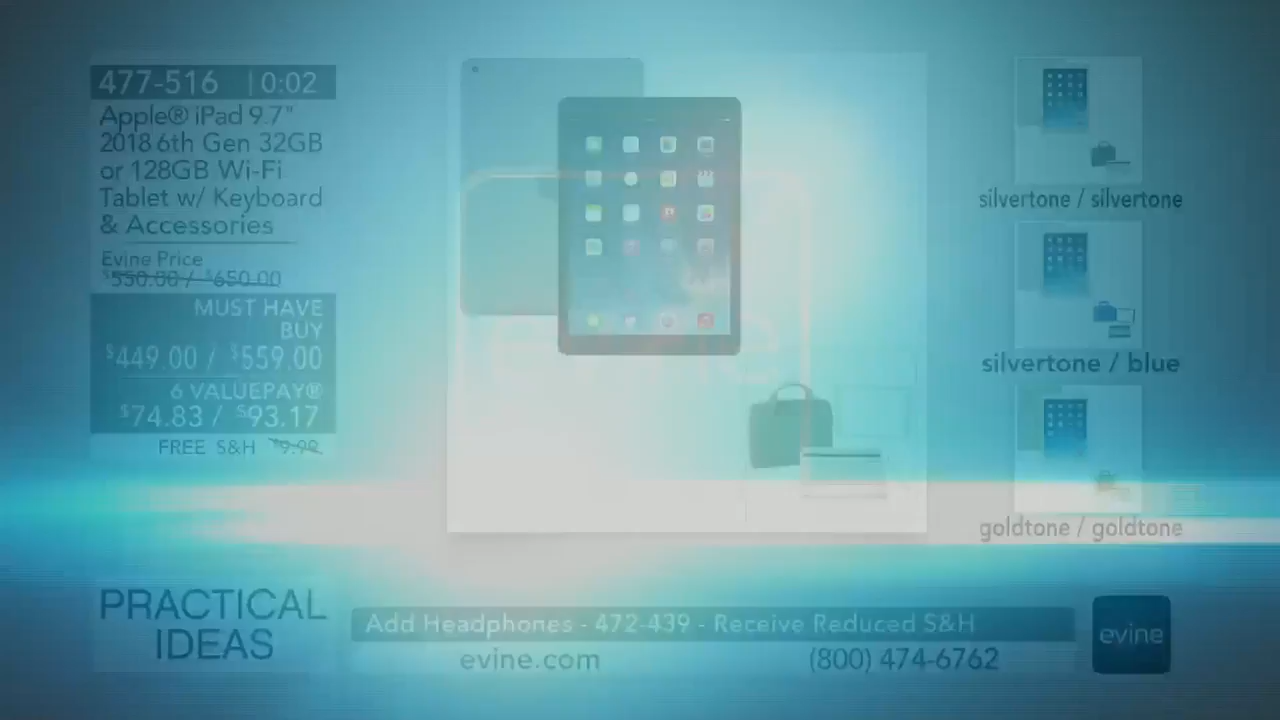 477-516 | 0:02
Apple® iPad 9.7"
2018 6th Gen 32GB
or 128GB Wi-Fi
Tablet w/ Keyboard
& Accessories
Evine Price
$550.00 / $650.00
MUST HAVE
BUY
$449.00 / $559.00
6 VALUEPAY®
$74.83 / $93.17
FREE S&H $9.98
silvertone / silvertone
silvertone / blue
goldtone / goldtone
PRACTICAL
IDEAS
Add Headphones - 472-439 - Receive Reduced S&H
evine.com (800) 474-6762
evine